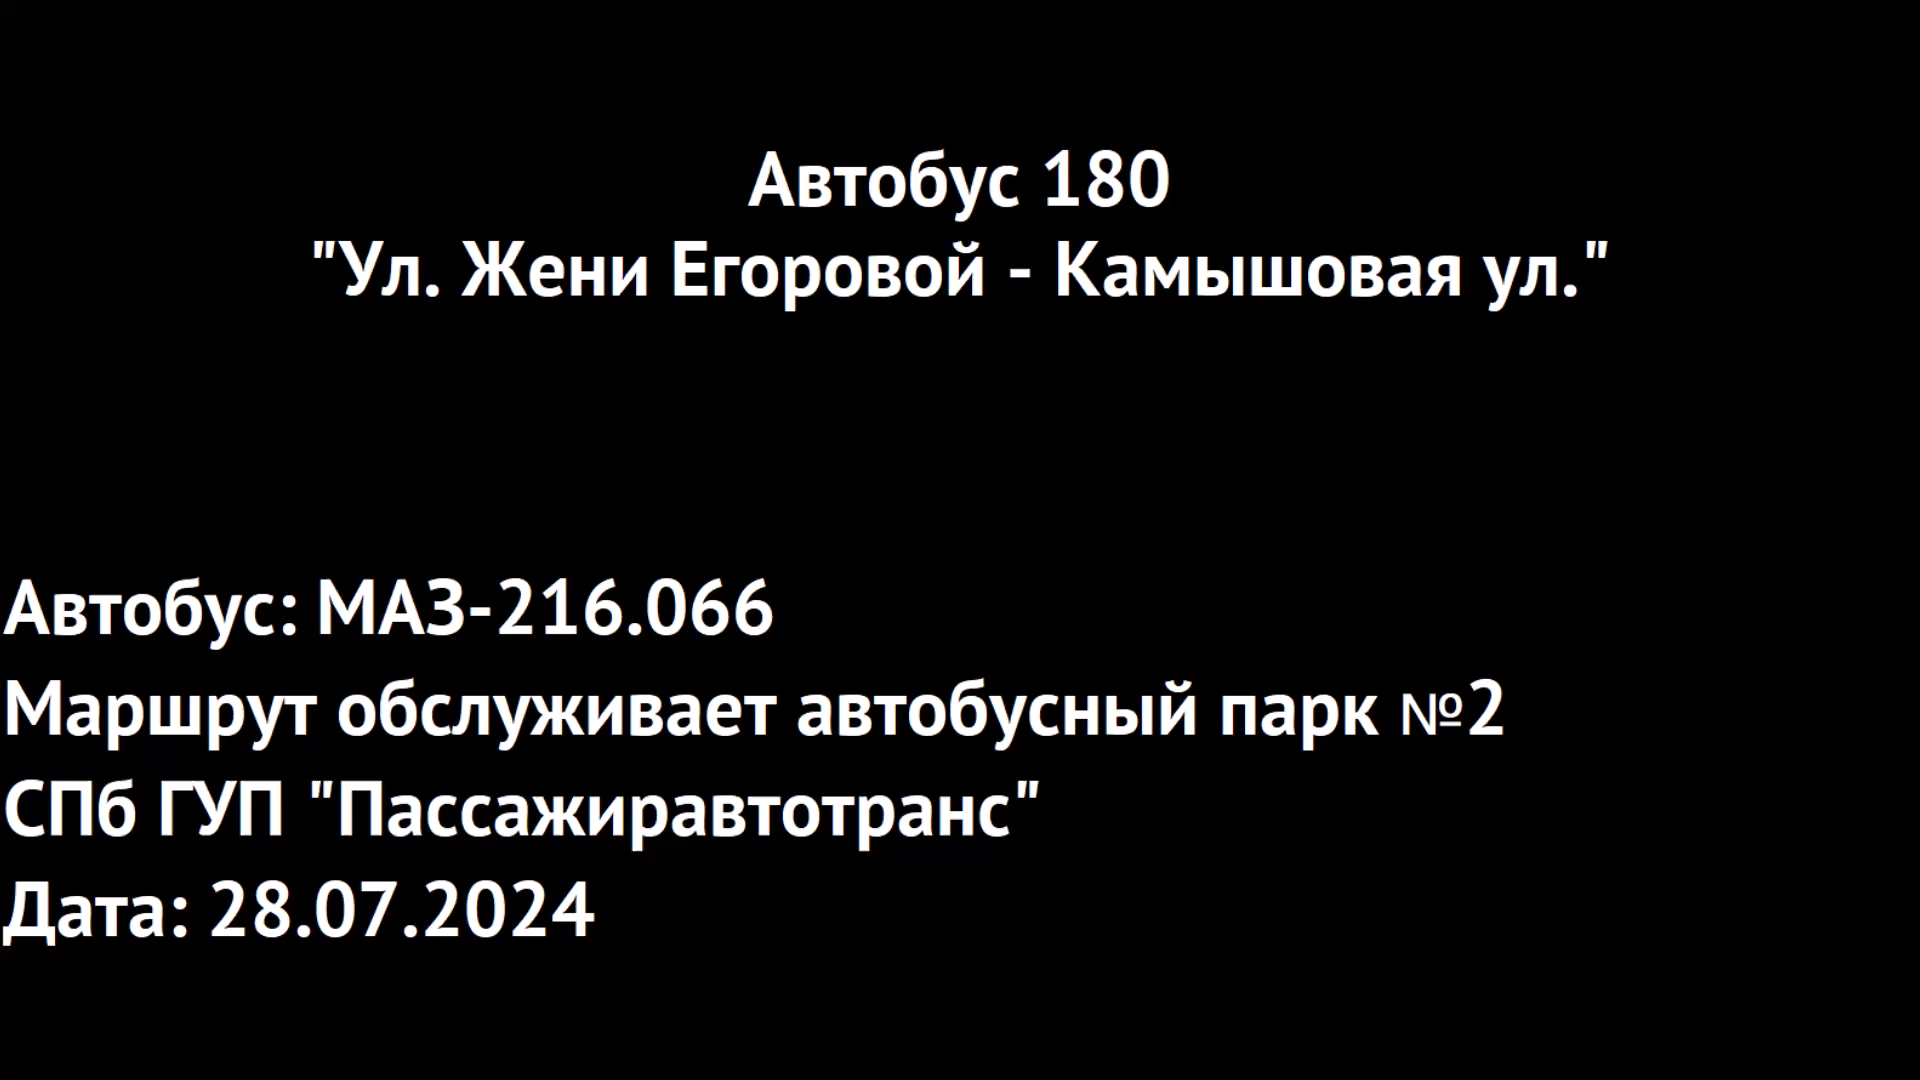 Автобус 180
"Ул. Жени Егоровой - Камышовая ул."
Автобус: МАЗ-216.066
Маршрут обслуживает автобусный парк №2
СПб ГУП "Пассажиравтотранс"
Дата: 28.07.2024